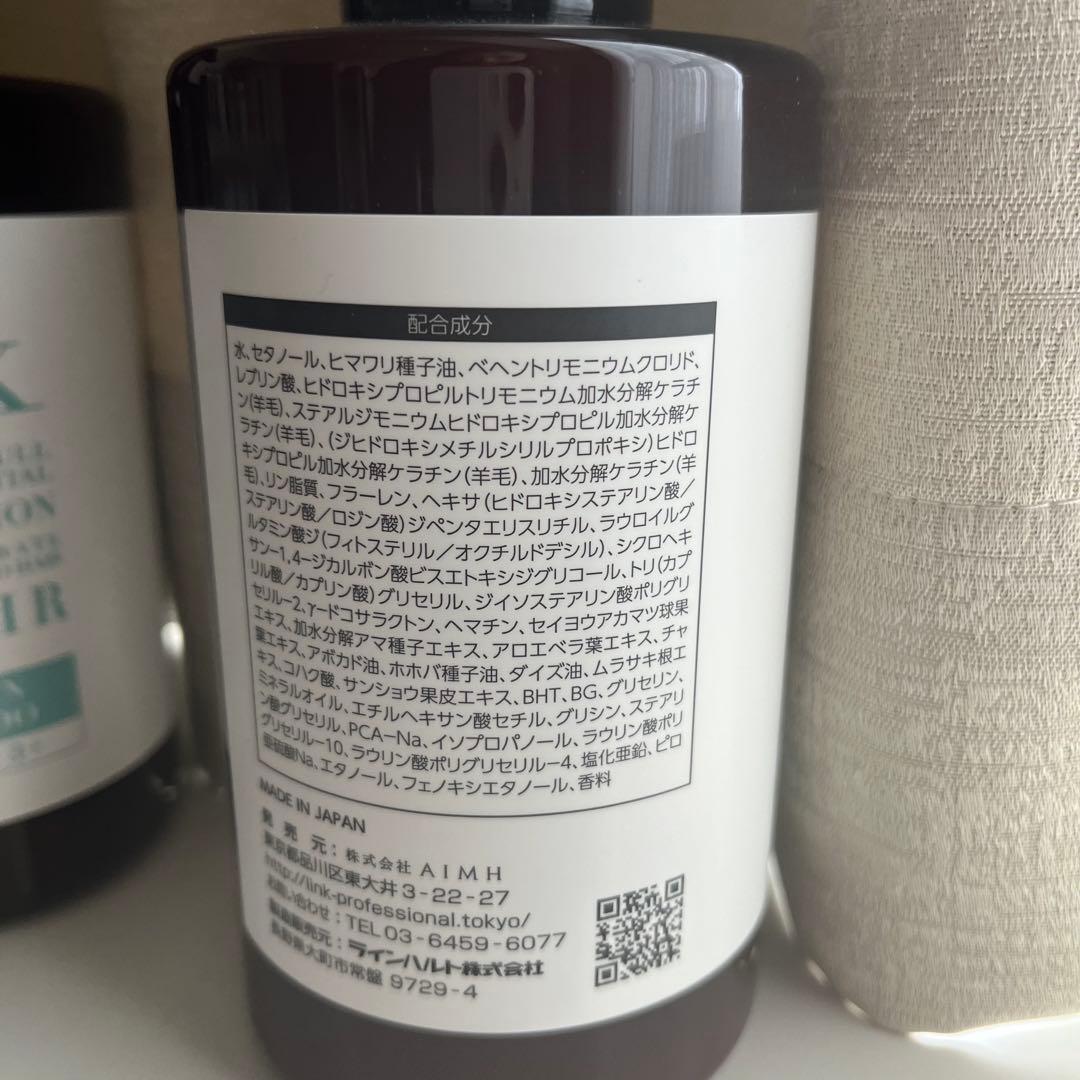 配合成分
水、セタノール、ヒマワリ種子油、ベヘントリモニウムクロリド、
レブリン酸、ヒドロキシプロピルトリモニウム加水分解ケラチ
ン(羊毛)、ステアルジモニウムヒドロキシプロピル加水分解ケ
ラチン(羊毛)、(ジヒドロキシメチルシリルプロポキシ)ヒドロ
キシプロピル加水分解ケラチン(羊毛)、加水分解ケラチン(羊
毛)、リン脂質、フラーレン、ヘキサ(ヒドロキシステアリン酸/
ステアリン酸/ロジン酸)ジペンタエリスリチル、ラウロイルグ
ルタミン酸ジ(フィトステリル/オクチルドデシル)、シクロヘキ
サン-1,4-ジカルボン酸ビスエトキシジグリコール、トリ(カプ
リル酸/カプリン酸)グリセリル、ジイソステアリン酸ポリグリ
セリル-2、γ-ドコサラクトン、ヘマチン、セイヨウアカマツ球果
エキス、加水分解アマ種子エキス、アロエベラ葉エキス、チャ
葉エキス、アボカド油、ホホバ種子油、ダイズ油、ムラサキ根エ
キス、コハク酸、サンショウ果皮エキス、BHT、BG、グリセリン、
ミネラルオイル、エチルヘキサン酸セチル、グリシン、ステアリ
ン酸グリセリル、PCA-Na、イソプロパノール、ラウリン酸ポリ
グリセリル-10、ラウリン酸ポリグリセリル-4、塩化亜鉛、ピロ
亜硫酸Na、エタノール、フェノキシエタノール、香料
MADE IN JAPAN
発売元:株式会社 AIMH
東京都品川区東大井3-22-27
http://link-professional.tokyo/
お問い合わせ:TEL 03-6459-6077
製造販売元:ラインハルト株式会社
長野県大町市常盤 9729-4
X
ION